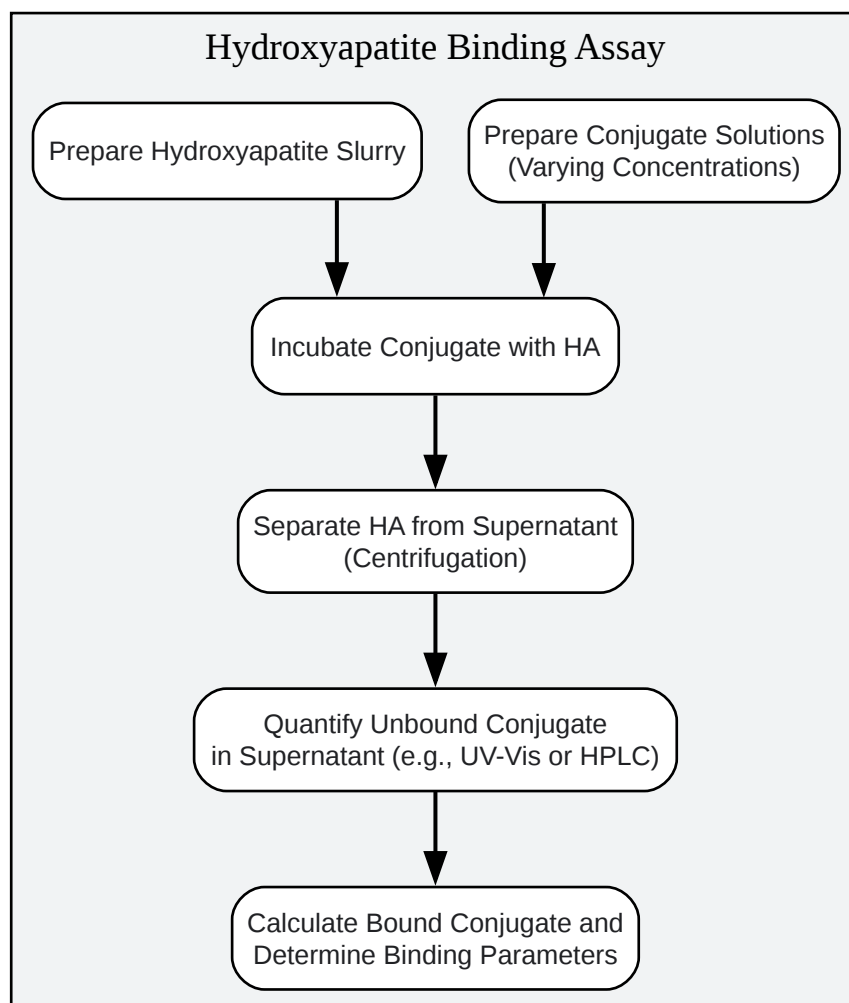 Hydroxyapatite Binding Assay
Prepare Hydroxyapatite Slurry
Prepare Conjugate Solutions
(Varying Concentrations)
Incubate Conjugate with HA
Separate HA from Supernatant
(Centrifugation)
Quantify Unbound Conjugate
in Supernatant (e.g., UV-Vis or HPLC)
Calculate Bound Conjugate and
Determine Binding Parameters